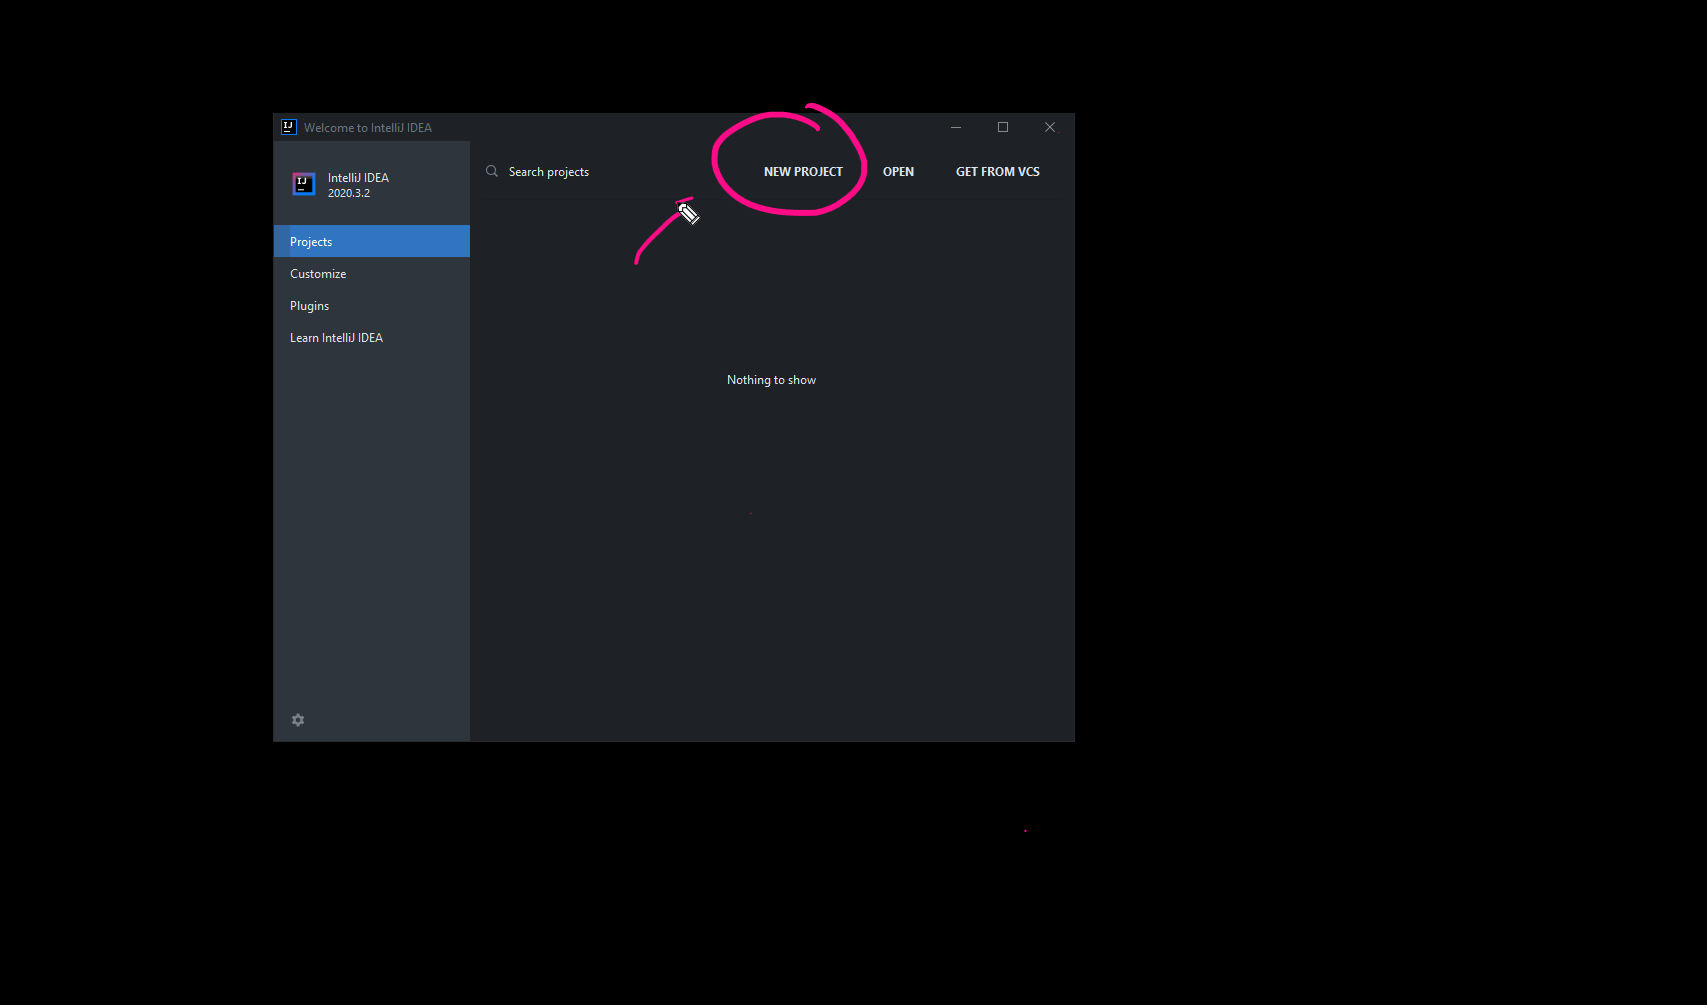 Welcome to IntelliJ IDEA
IntelliJ IDEA
2020.3.2
Search projects
NEW PROJECT
OPEN
GET FROM VCS
Projects
Customize
Plugins
Learn IntelliJ IDEA
Nothing to show